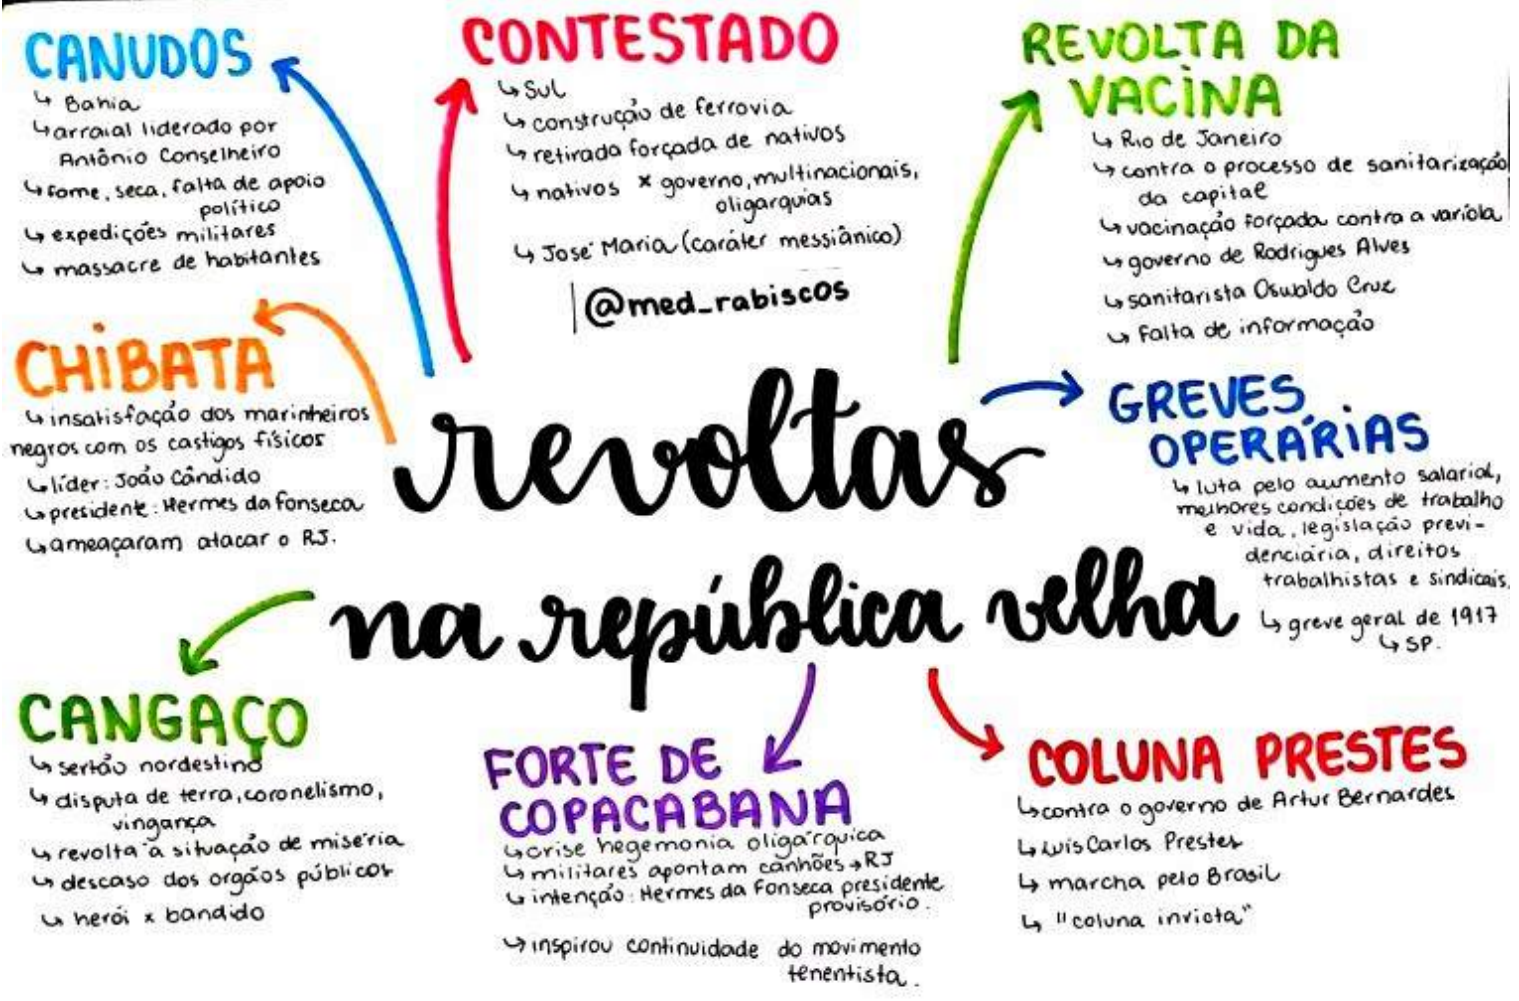 CANUDOS
↳ Bahia
↳ arraial liderado por
Antônio Conselheiro
↳ fome, seca, falta de apoio
político
↳ expedições militares
↳ massacre de habitantes
CONTESTADO
↳ Sul
↳ construção de ferrovia
↳ retirada forçada de nativos
↳ nativos x governo, multinacionais,
oligarquias
↳ José Maria (caráter messiânico)
@med_rabiscos
REVOLTA DA
VACINA
↳ Rio de Janeiro
↳ contra o processo de sanitarização
da capital
↳ vacinação forçada contra a varíola
↳ governo de Rodrigues Alves
↳ sanitarista Oswaldo Cruz
↳ falta de informação
CHIBATA
↳ insatisfação dos marinheiros
negros com os castigos físicos
↳ líder: João Cândido
↳ presidente: Hermes da Fonseca
↳ ameaçaram atacar o RJ.
revoltas
na república velha
GREVES
OPERÁRIAS
↳ luta pelo aumento salarial,
melhores condições de trabalho
e vida, legislação previ-
denciária, direitos
trabalhistas e sindicais.
↳ greve geral de 1917
↳ SP.
CANGAÇO
↳ sertão nordestino
↳ disputa de terra, coronelismo,
vingança
↳ revolta à situação de miséria
↳ descaso dos orgãos públicos
↳ herói x bandido
FORTE DE
COPACABANA
↳ crise hegemonia oligárquica
↳ militares apontam canhões → RJ
↳ intenção: Hermes da Fonseca presidente
provisório.
↳ inspirou continuidade do movimento
tenentista.
COLUNA PRESTES
↳ contra o governo de Artur Bernardes
↳ Luis Carlos Prestes
↳ marcha pelo Brasil
↳ "coluna invicta"